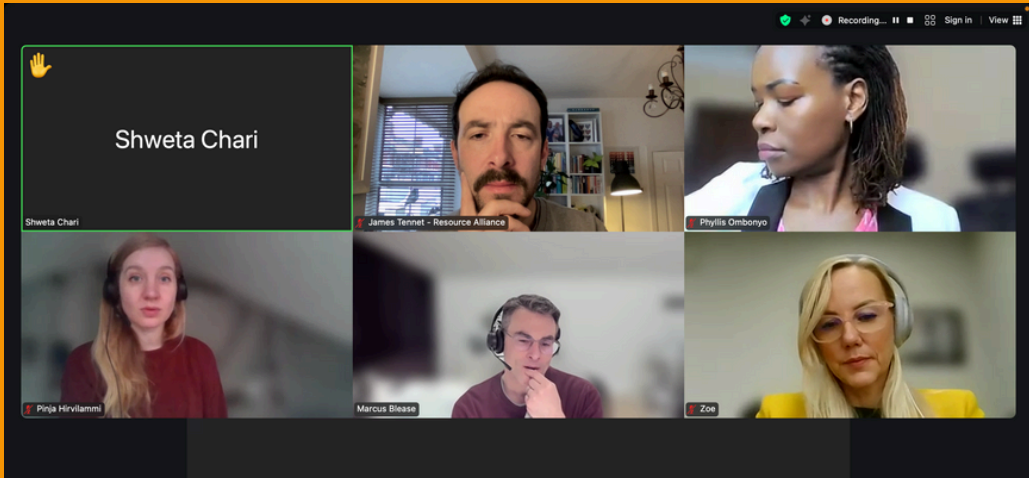 Recording...
Sign in
View
Shweta Chari
Shweta Chari
James Tennet - Resource Alliance
Phyllis Ombonyo
Pinja Hirvilammi
Marcus Blease
Zoe